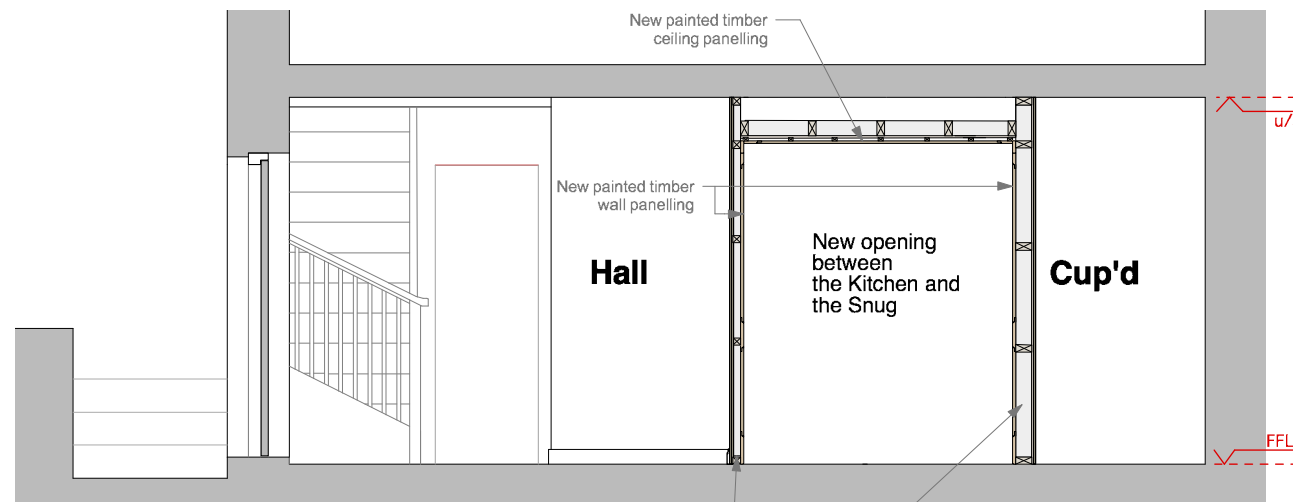 New painted timber
ceiling panelling
u/
New painted timber
wall panelling
New opening
between
the Kitchen and
the Snug
Hall
Cup'd
FFL